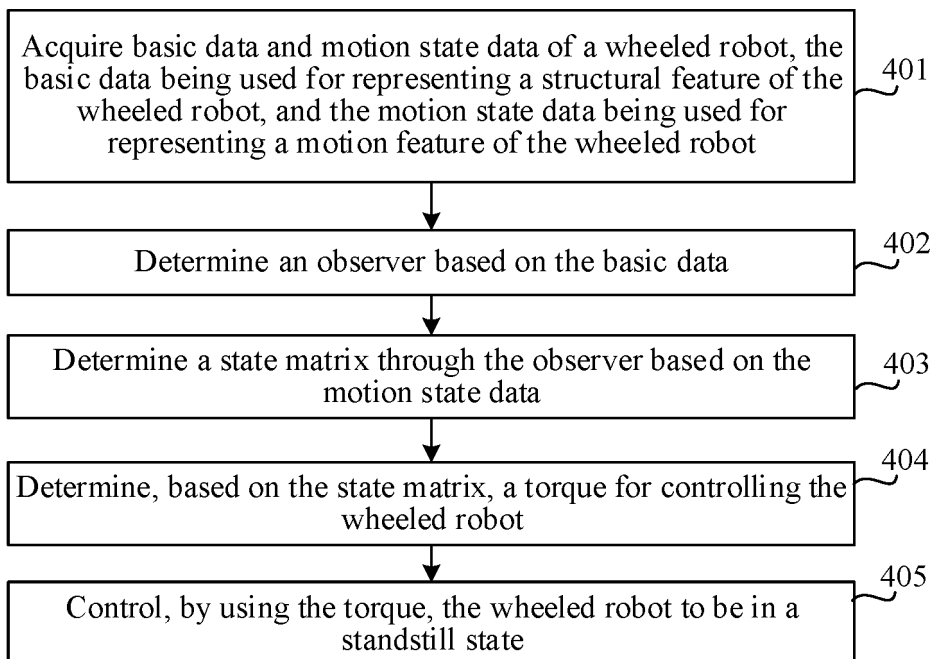 Acquire basic data and motion state data of a wheeled robot, the
basic data being used for representing a structural feature of the
wheeled robot, and the motion state data being used for
representing a motion feature of the wheeled robot
401
Determine an observer based on the basic data
402
Determine a state matrix through the observer based on the
motion state data
403
Determine, based on the state matrix, a torque for controlling the
wheeled robot
404
Control, by using the torque, the wheeled robot to be in a
standstill state
405